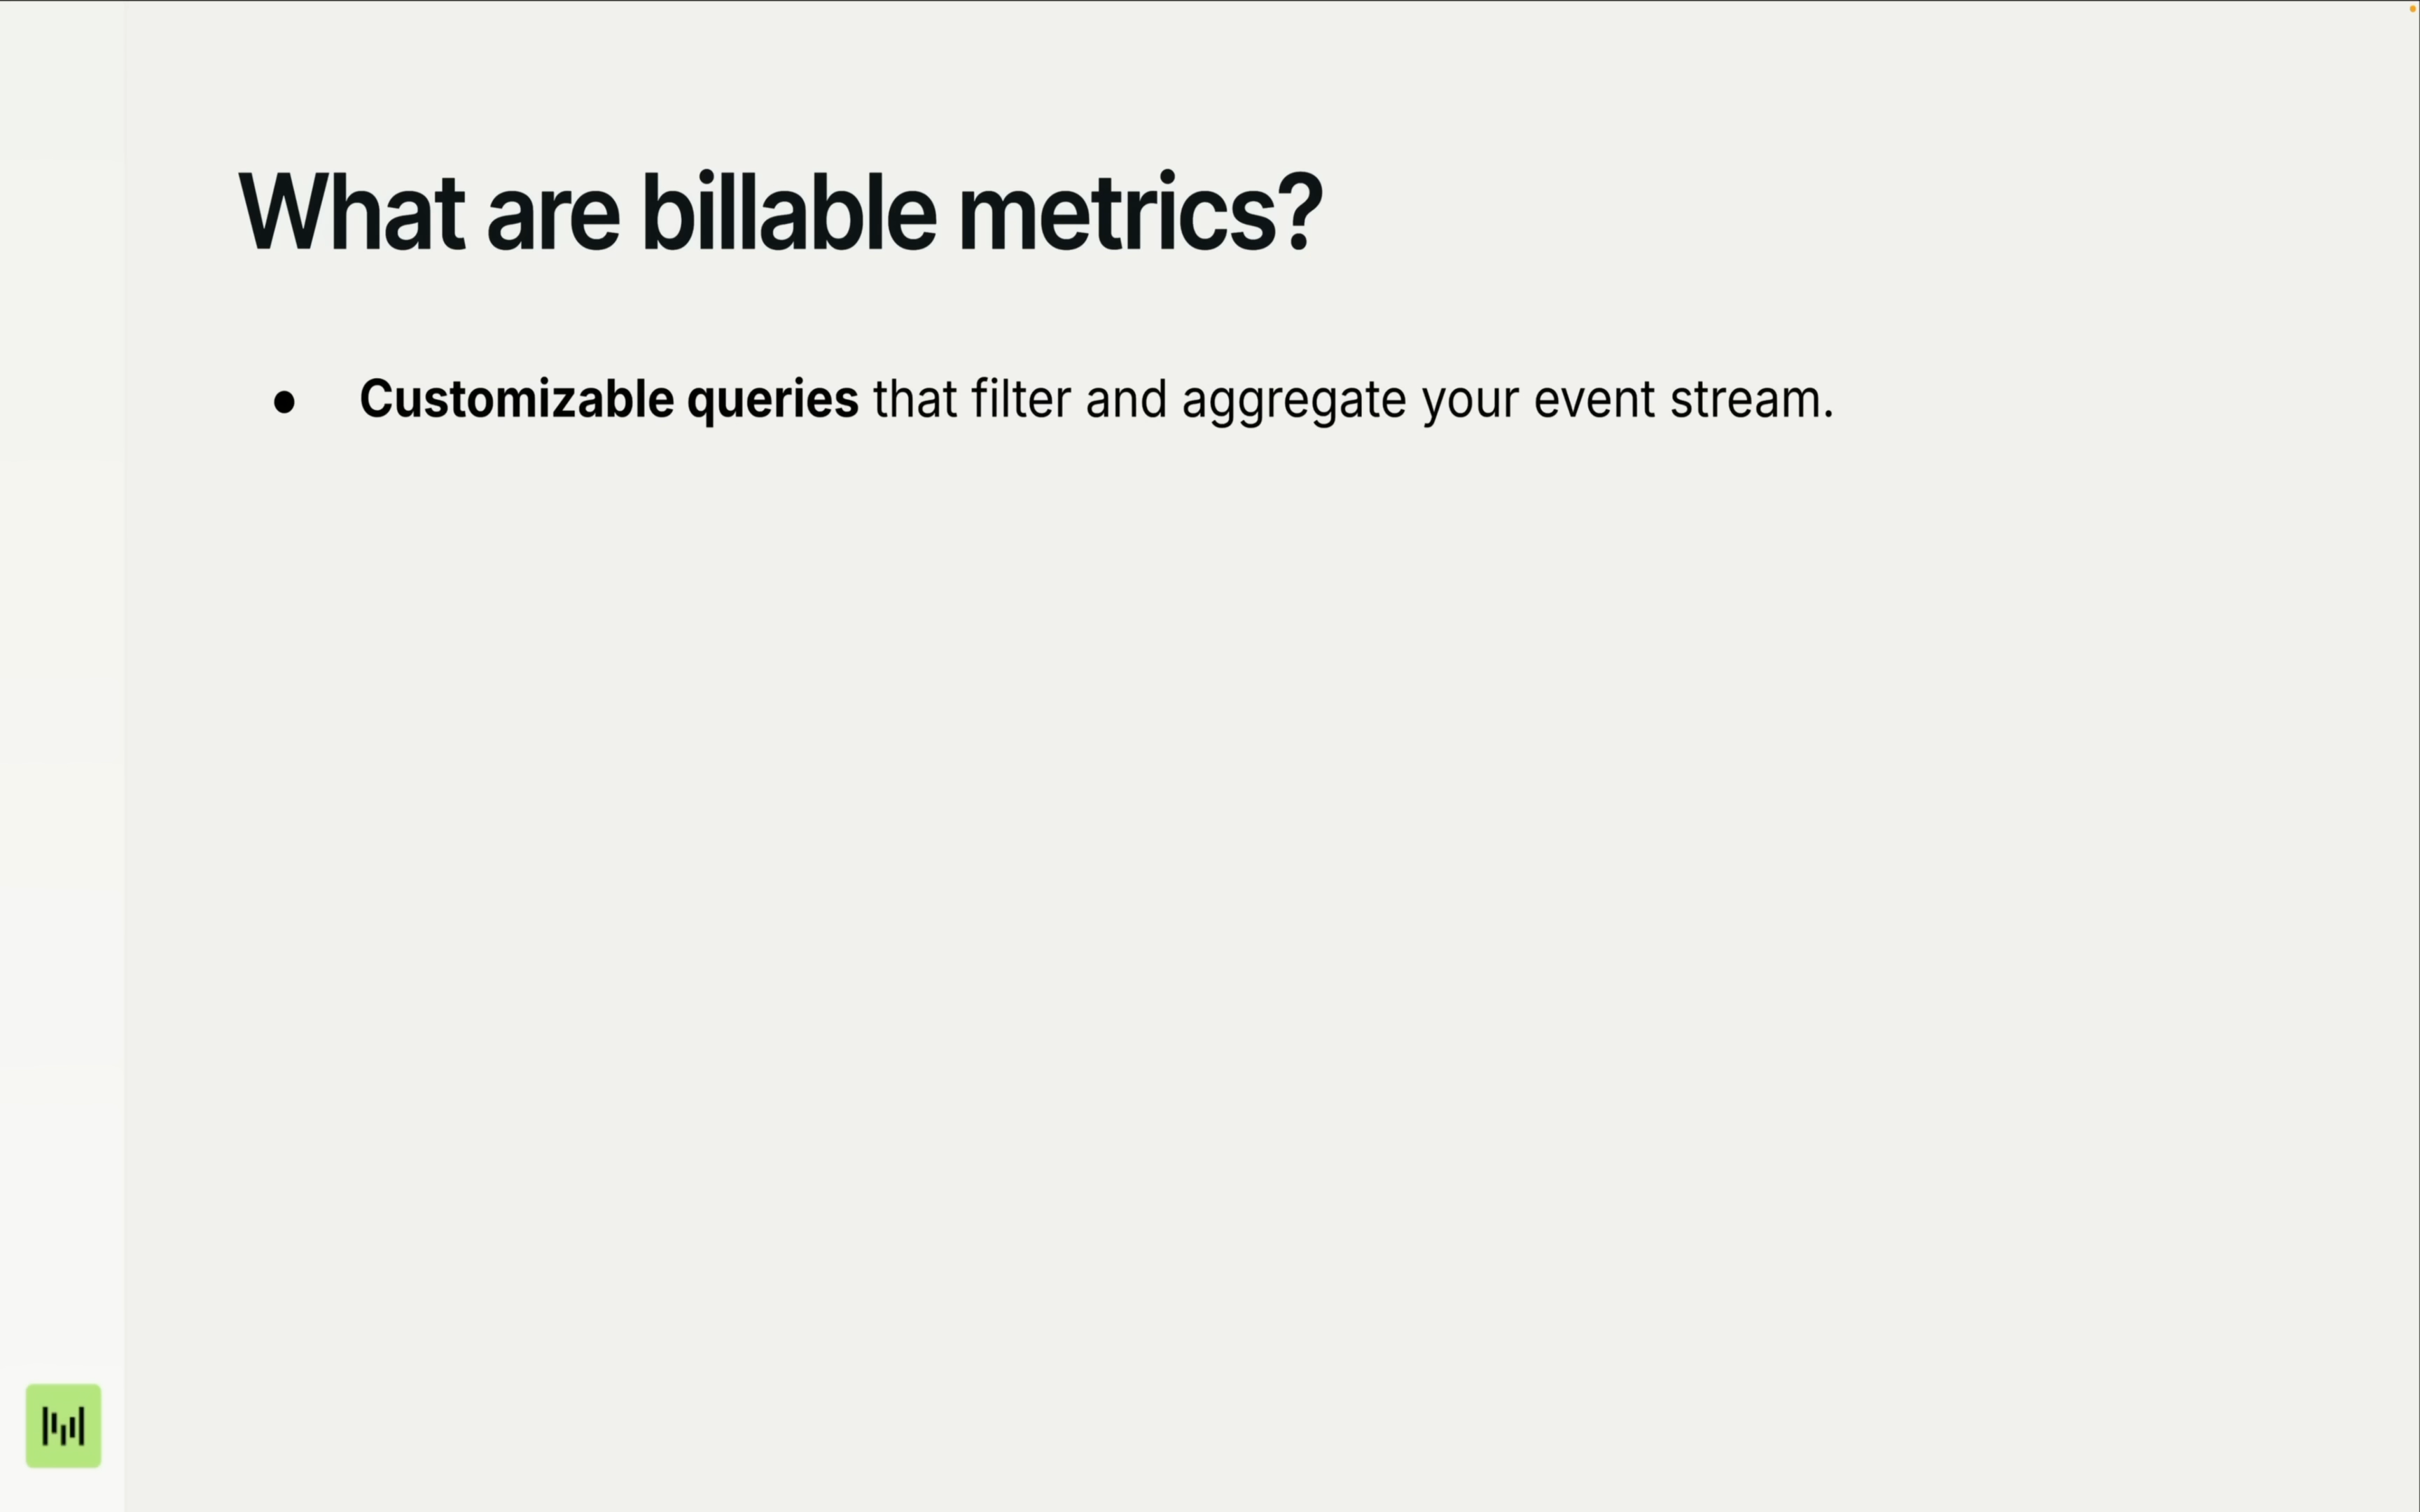 What are billable metrics?
● Customizable queries that filter and aggregate your event stream.